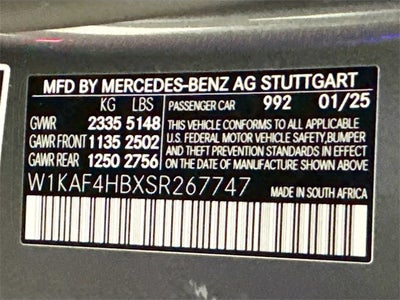 MFD BY MERCEDES-BENZ AG STUTTGART
KG LBS
PASSENGER CAR 992 01/25
GVWR 2335 5148
GAWR FRONT 1135 2502
GAWR REAR 1250 2756
THIS VEHICLE CONFORMS TO ALL APPLICABLE
U.S. FEDERAL MOTOR VEHICLE SAFETY, BUMPER
AND THEFT PREVENTION STANDARDS IN EFFECT
ON THE DATE OF MANUFACTURE SHOWN ABOVE.
W1KAF4HBXSR267747
MADE IN SOUTH AFRICA